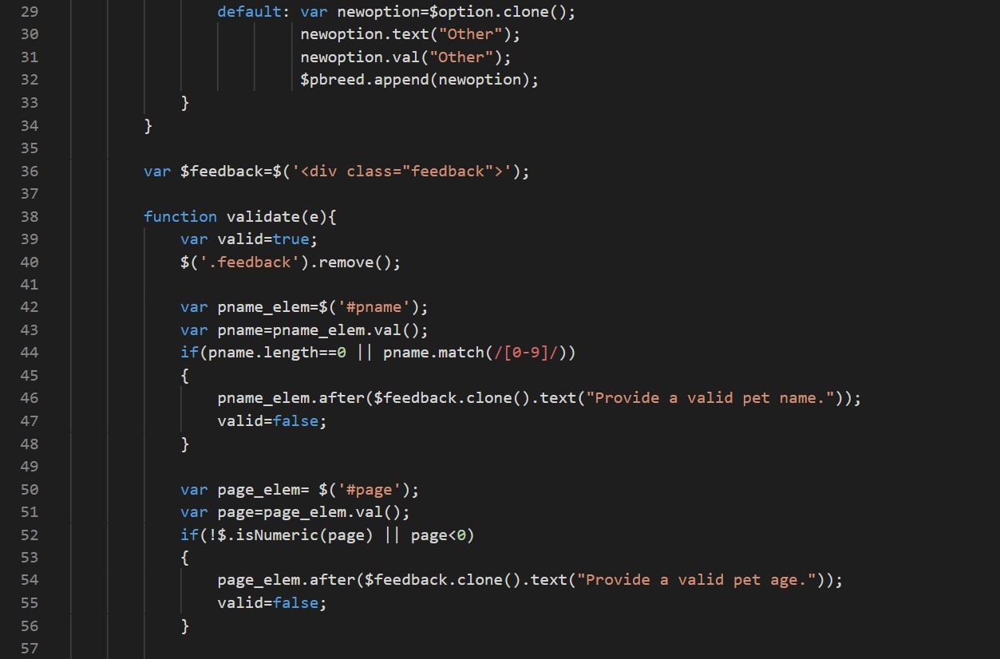 29 default: var newoption=$option.clone();
30 newoption.text("Other");
31 newoption.val("Other");
32 $pbreed.append(newoption);
33 }
34 }
35
36 var $feedback=$('<div class="feedback">');
37
38 function validate(e){
39 var valid=true;
40 $('.feedback').remove();
41
42 var pname_elem=$('#pname');
43 var pname=pname_elem.val();
44 if(pname.length==0 || pname.match(/[0-9]/))
45 {
46 pname_elem.after($feedback.clone().text("Provide a valid pet name."));
47 valid=false;
48 }
49
50 var page_elem= $('#page');
51 var page=page_elem.val();
52 if(!$.isNumeric(page) || page<0)
53 {
54 page_elem.after($feedback.clone().text("Provide a valid pet age."));
55 valid=false;
56 }
57